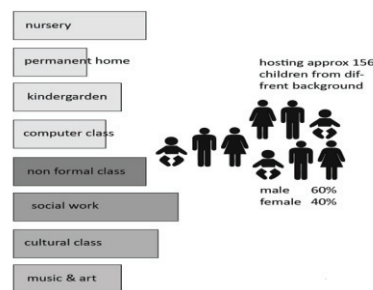 nursery
permanent home
kindergarden
computer class
non formal class
social work
cultural class
music & art
hosting approx 156
children from dif-
frent background
male 60%
female 40%